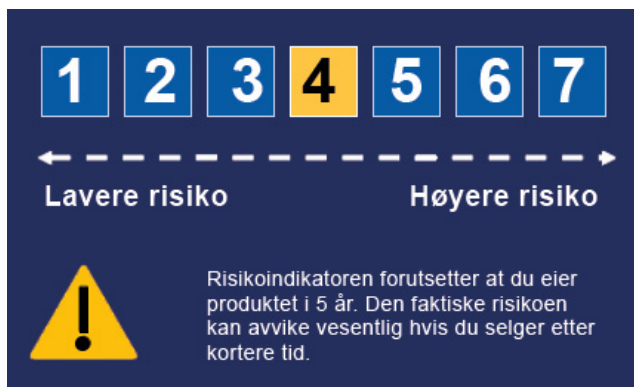 1 2 3 4 5 6 7
Lavere risiko Høyere risiko
Risikoindikatoren forutsetter at du eier
produktet i 5 år. Den faktiske risikoen
kan avvike vesentlig hvis du selger etter
kortere tid.